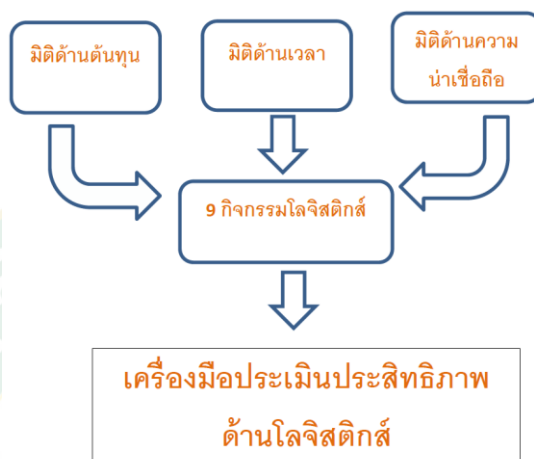 มิติด้านต้นทุน
มิติด้านเวลา
มิติด้านความ
น่าเชื่อถือ
9 กิจกรรมโลจิสติกส์
เครื่องมือประเมินประสิทธิภาพ
ด้านโลจิสติกส์